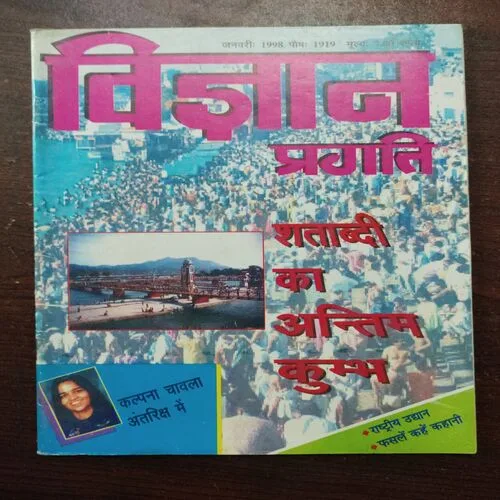 जनवरी: 1998 पौष: 1919 मूल्य:
विज्ञान
प्रगति
शताब्दी
का
अन्तिम
कुम्भ
कल्पना चावला
अंतरिक्ष में
राष्ट्रीय उद्यान
फसलें कहें कहानी